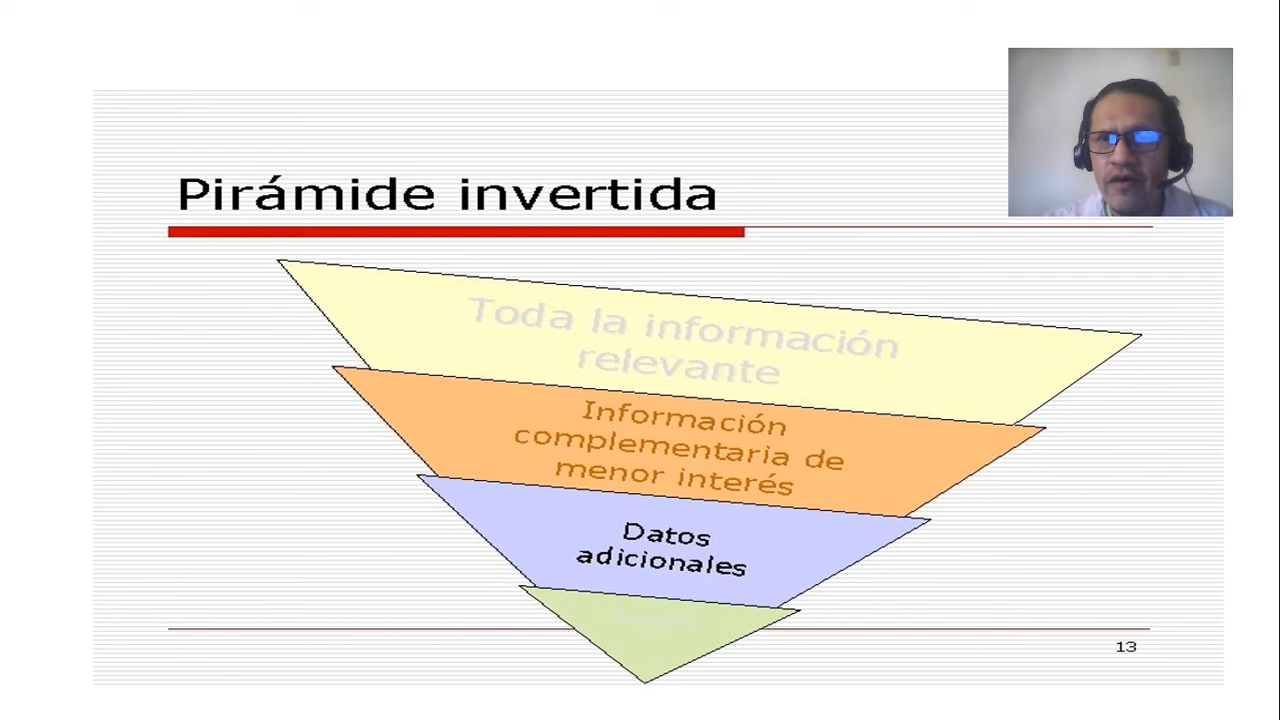 Pirámide invertida
Toda la información
relevante
Información
complementaria de
menor interés
Datos
adicionales
13